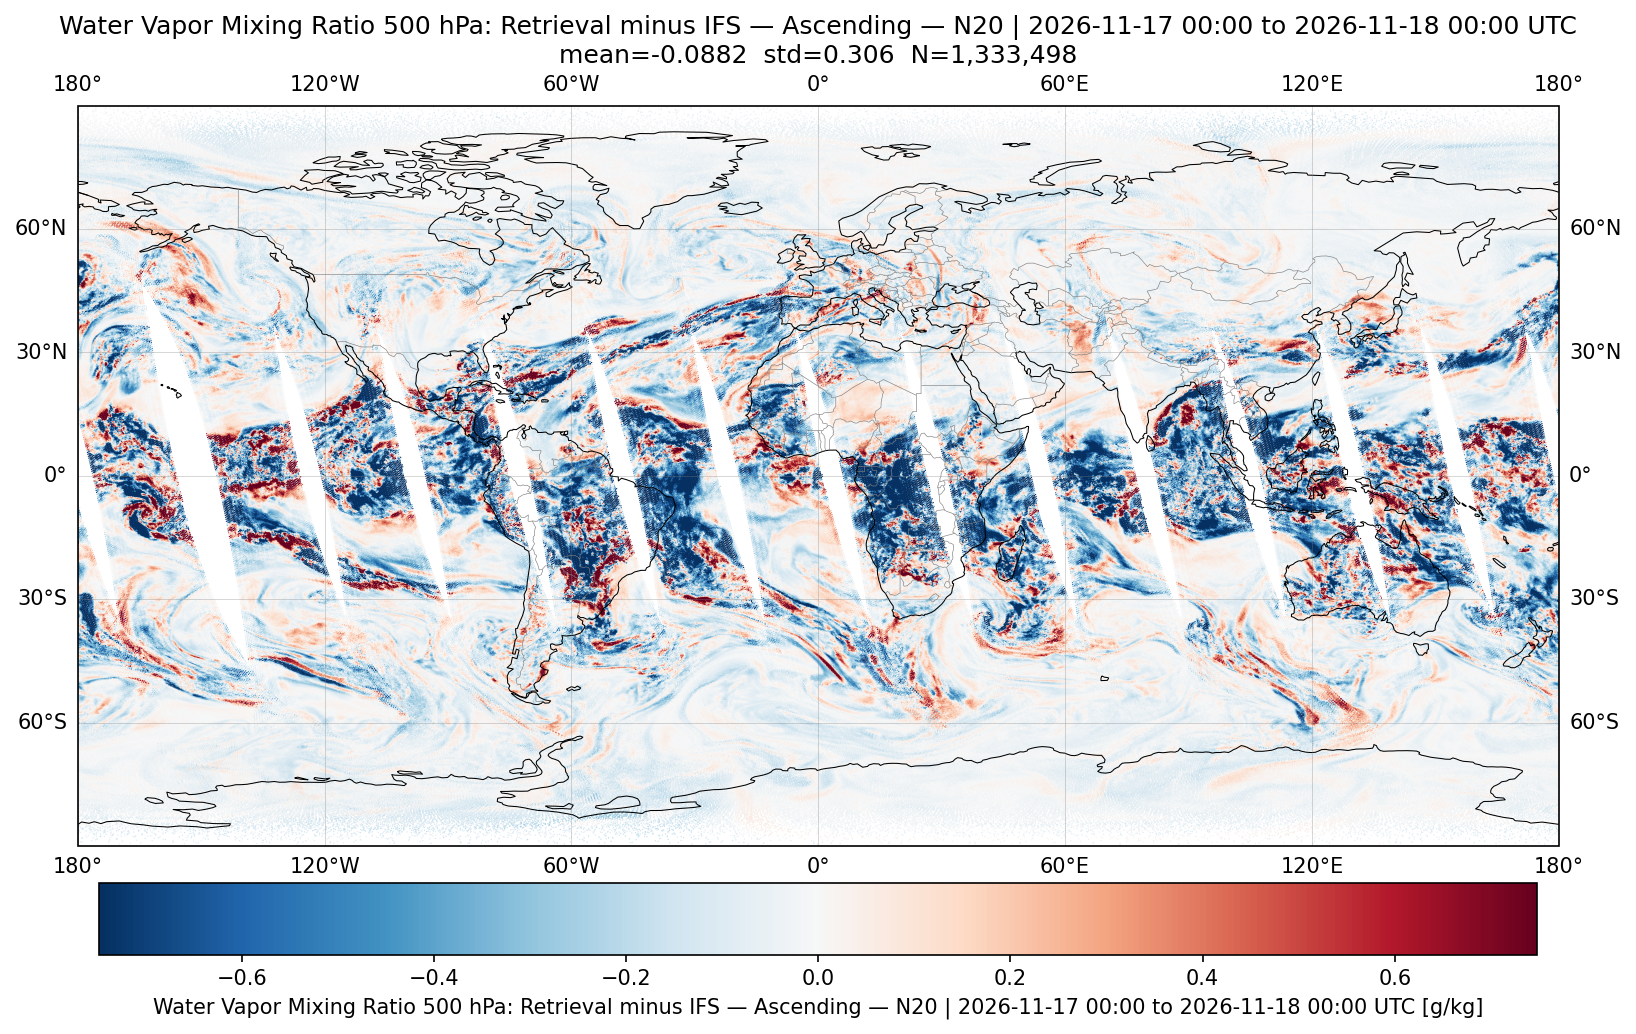 Water Vapor Mixing Ratio 500 hPa: Retrieval minus IFS — Ascending — N20 | 2026-11-17 00:00 to 2026-11-18 00:00 UTC
mean=-0.0882  std=0.306  N=1,333,498
180° 120°W 60°W 0° 60°E 120°E 180°
60°N 60°N
30°N 30°N
0° 0°
30°S 30°S
60°S 60°S
180° 120°W 60°W 0° 60°E 120°E 180°
−0.6 −0.4 −0.2 0.0 0.2 0.4 0.6
Water Vapor Mixing Ratio 500 hPa: Retrieval minus IFS — Ascending — N20 | 2026-11-17 00:00 to 2026-11-18 00:00 UTC [g/kg]